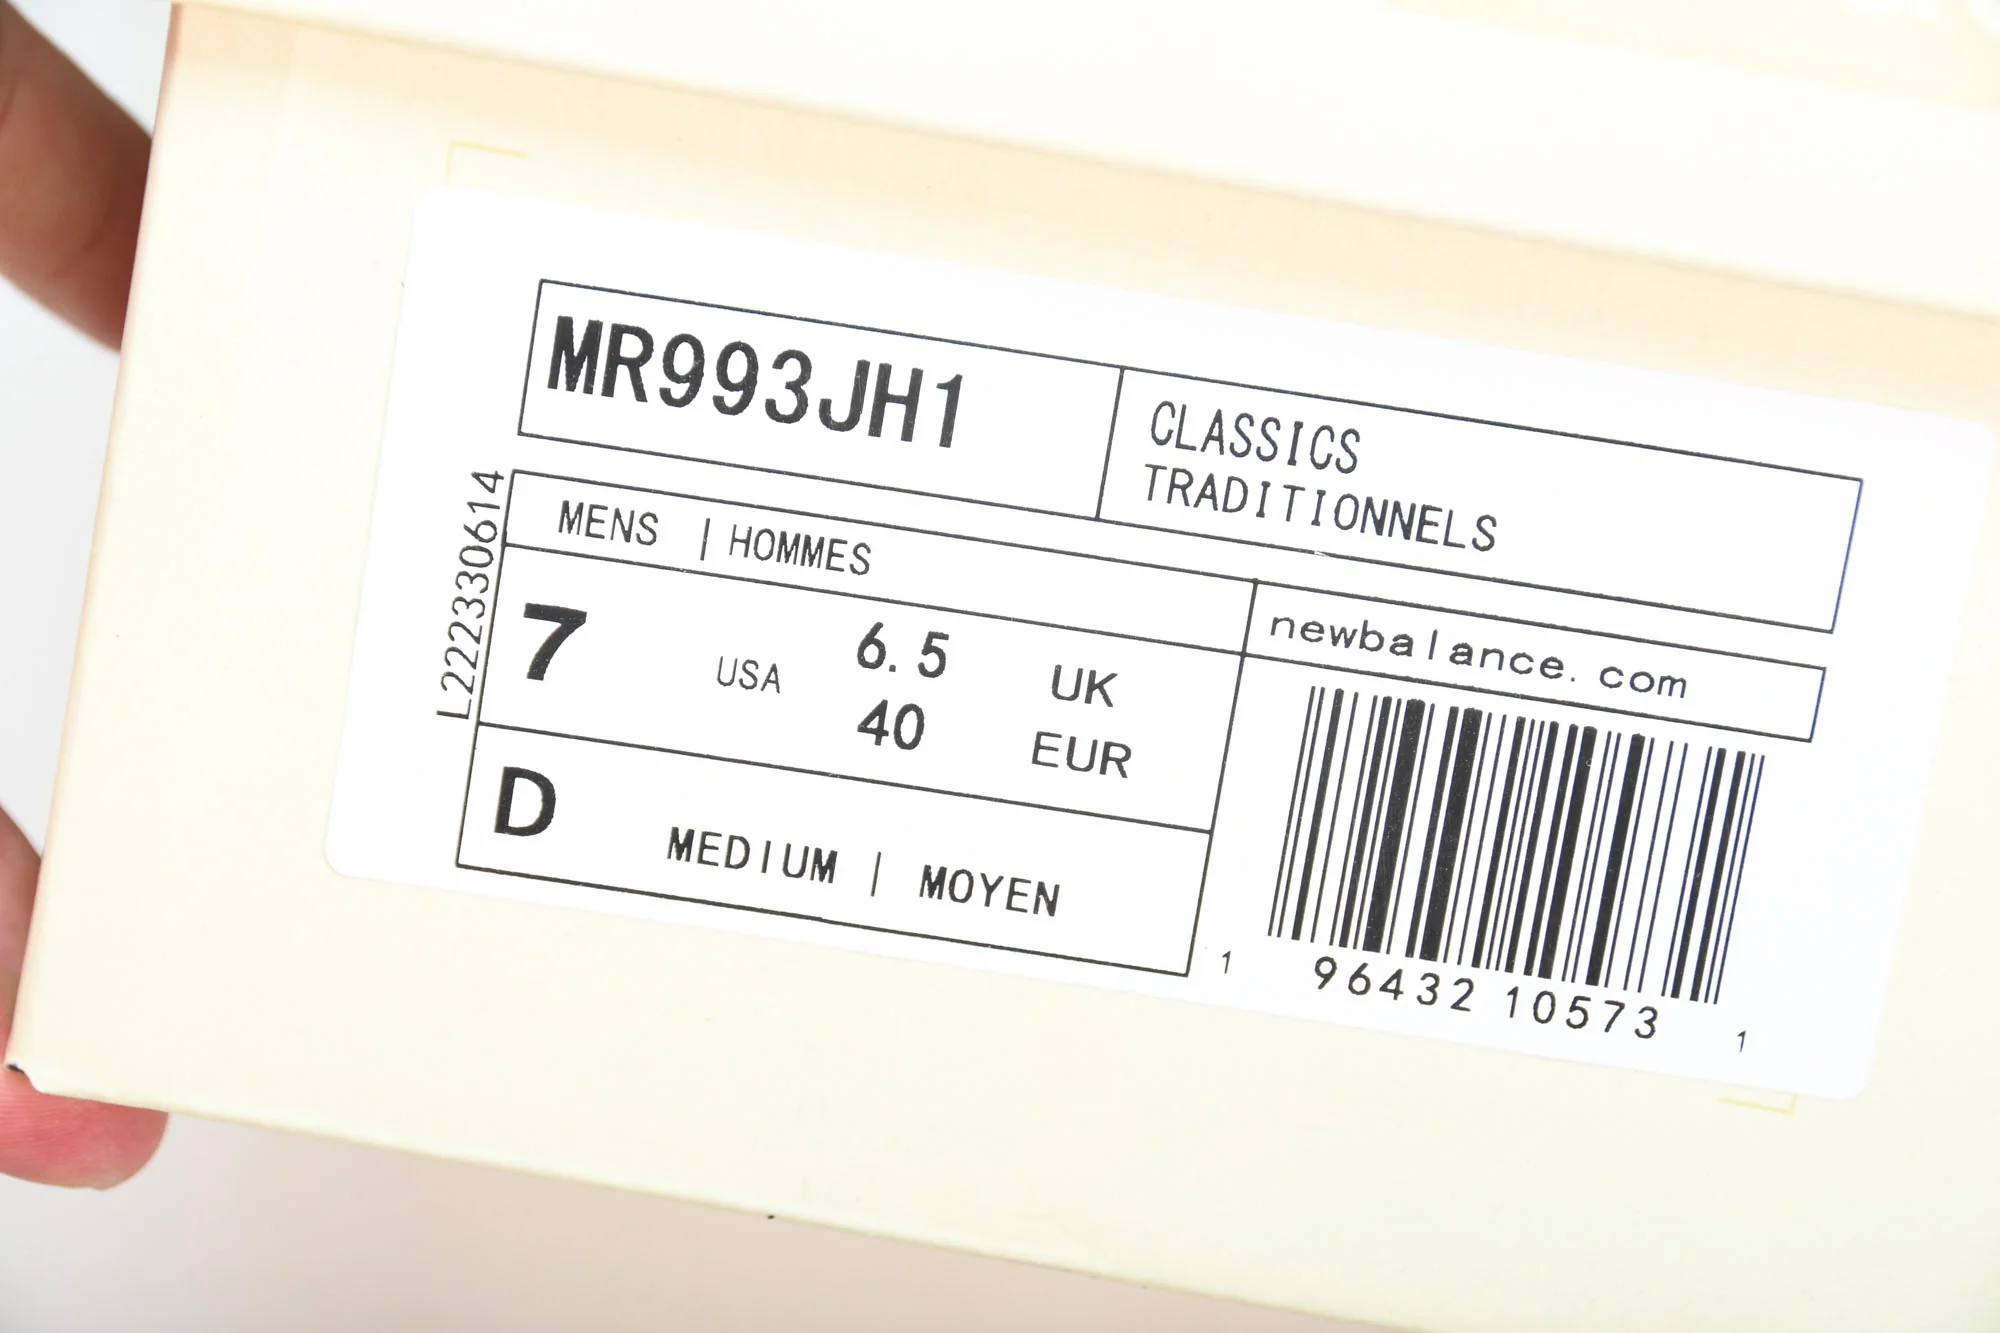 MR993JH1
CLASSICS
TRADITIONNELS
L222330614
MENS | HOMMES
newbalance.com
7 USA 6.5 UK
40 EUR
D MEDIUM | MOYEN
1 96432 10573 1